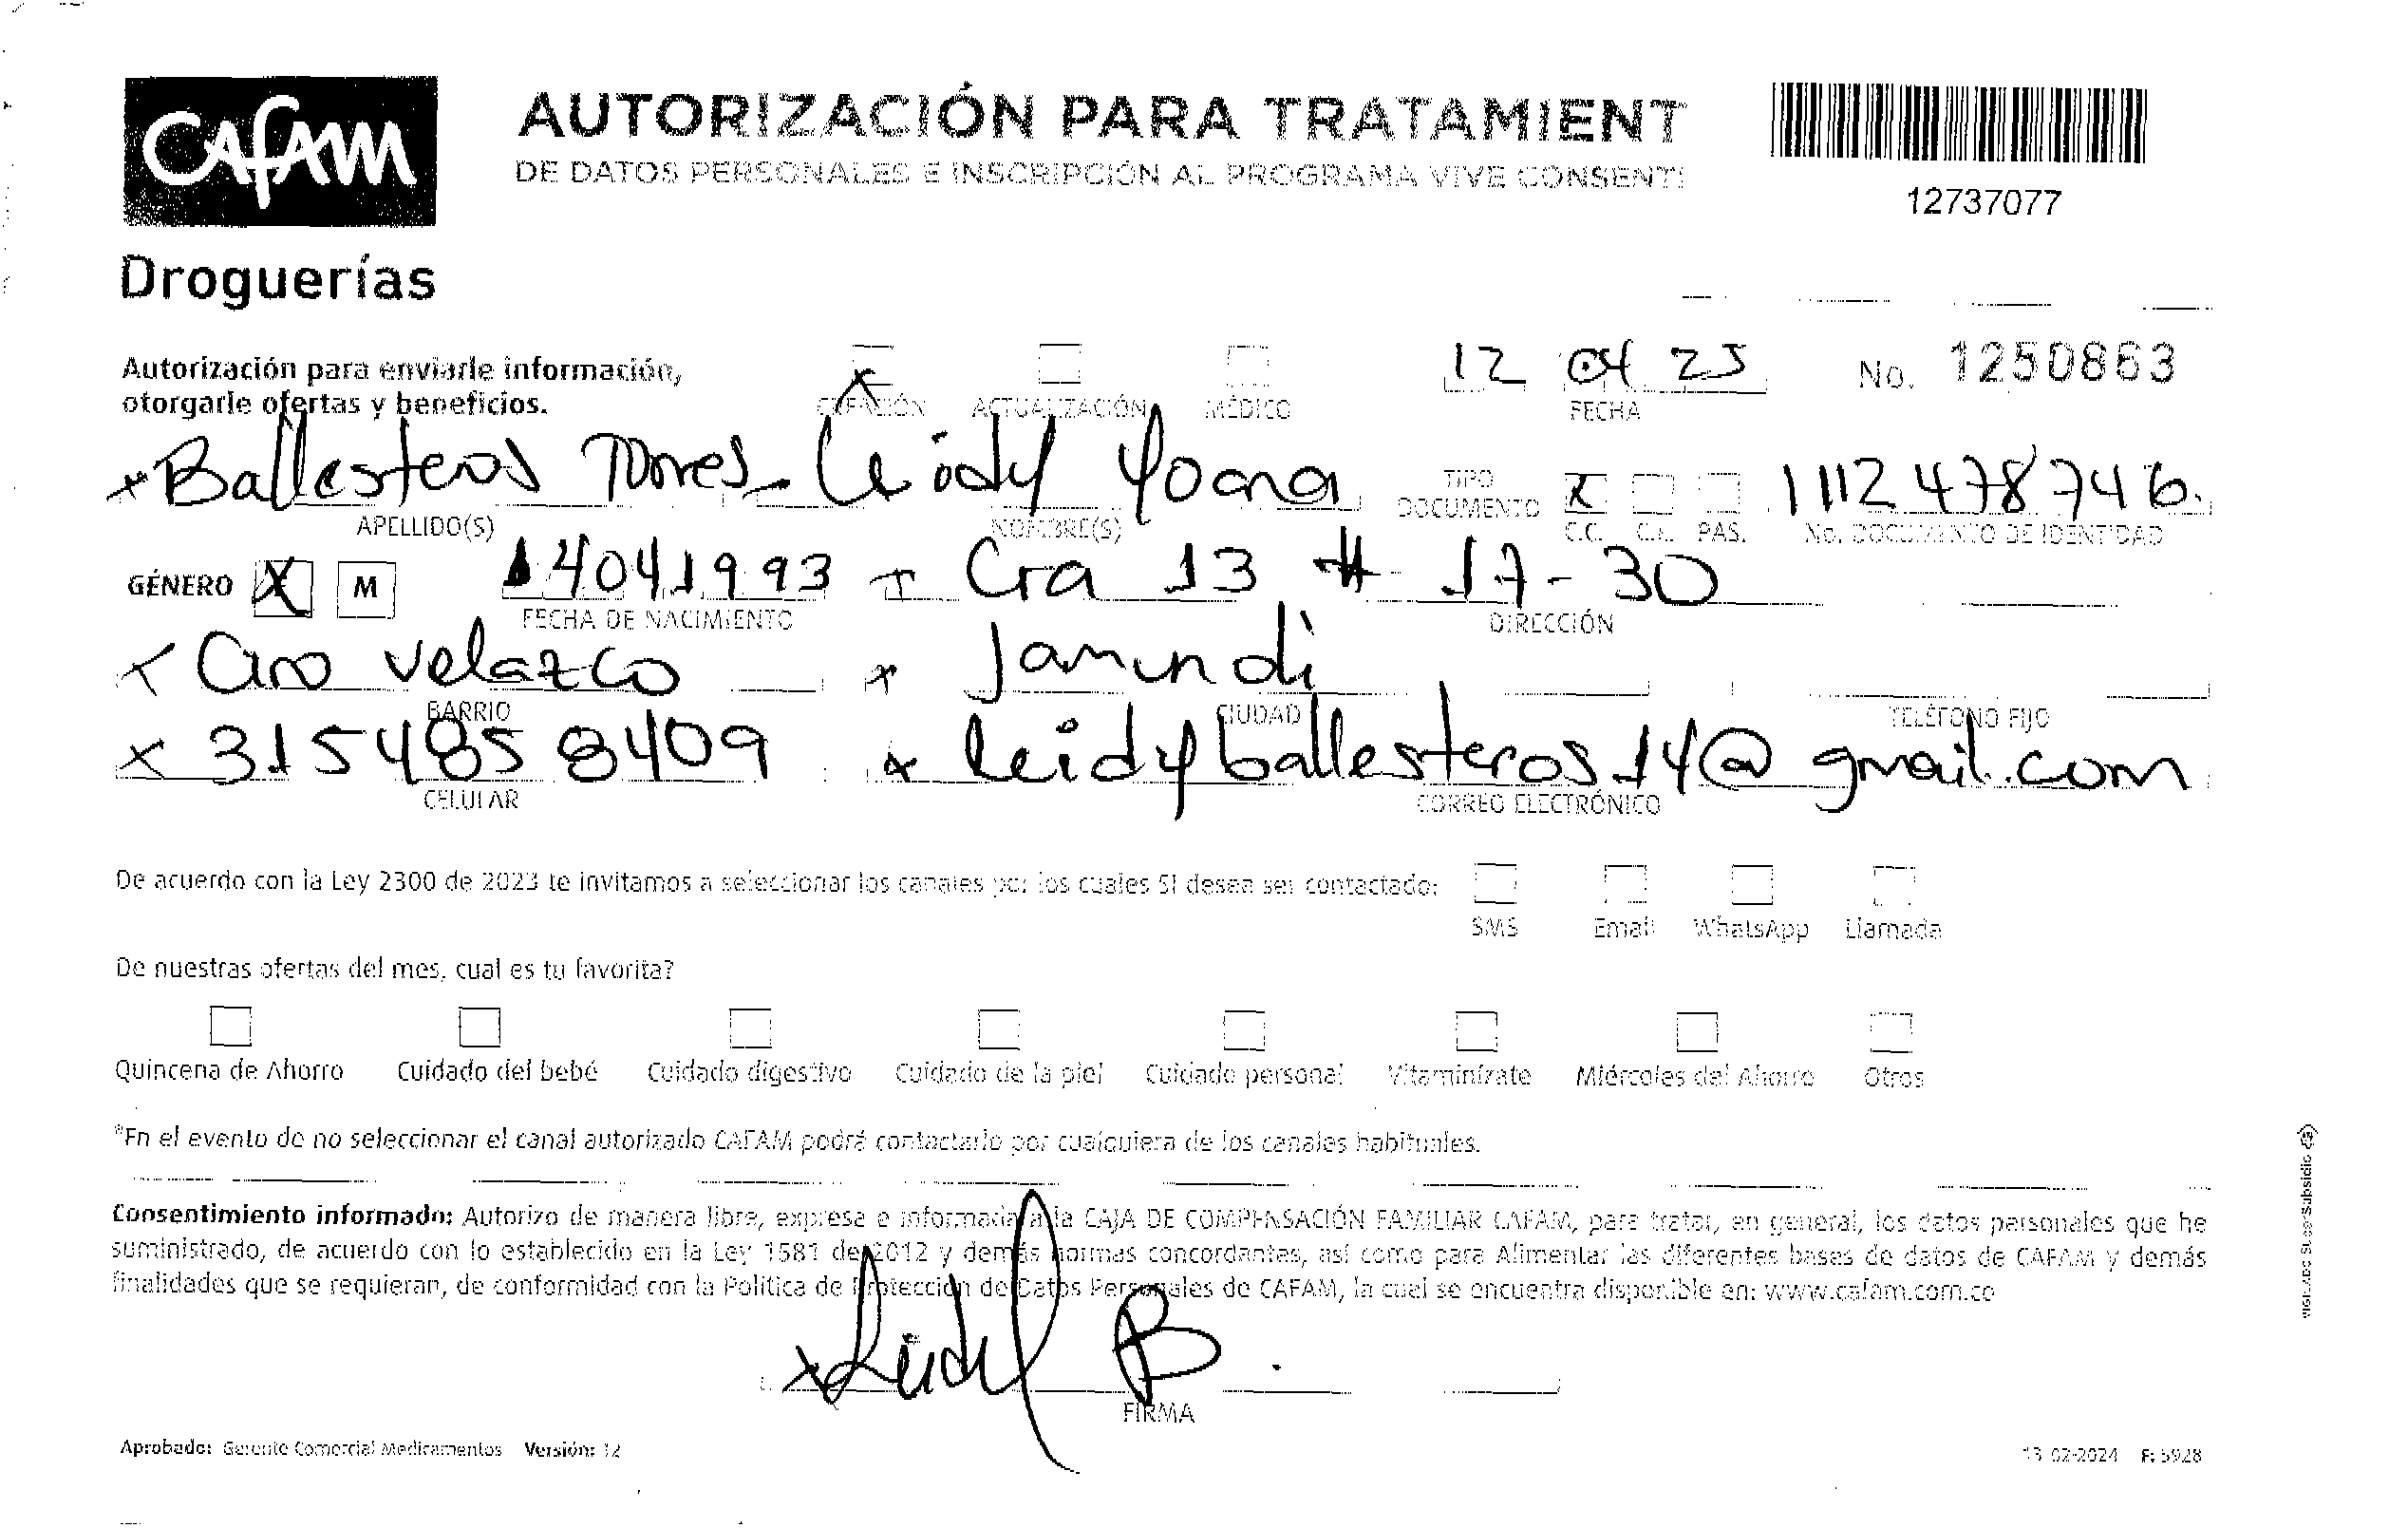 CAFAM
AUTORIZACIÓN PARA TRATAMIENT
DE DATOS PERSONALES E INSCRIPCIÓN AL PROGRAMA VIVE CONSENTI
12737077
Droguerías
Autorización para enviarle información,
otorgarle ofertas y beneficios.
X CREACIÓN ACTUALIZACIÓN MÉDICO
12 04 25
FECHA
No. 1250863
x Ballesteros Torres Leidy Yoana
APELLIDO(S) NOMBRE(S)
TIPO DOCUMENTO X C.C. C.E. PAS.
1112478746.
No. DOCUMENTO DE IDENTIDAD
GÉNERO X M
14041993
FECHA DE NACIMIENTO
Cra 13 # 17-30
DIRECCIÓN
x Ciro velazco
BARRIO
x Jamundi
CIUDAD
TELÉFONO FIJO
x 3154858409
CELULAR
x leidyballesteros14@gmail.com
CORREO ELECTRÓNICO
De acuerdo con la Ley 2300 de 2023 te invitamos a seleccionar los canales por los cuales SI desea ser contactado:
SMS Email WhatsApp Llamada
De nuestras ofertas del mes, cual es tu favorita?
Quincena de Ahorro Cuidado del bebé Cuidado digestivo Cuidado de la piel Cuidado personal Vitaminízate Miércoles del Ahorro Otros
*En el evento de no seleccionar el canal autorizado CAFAM podrá contactarlo por cualquiera de los canales habituales.
Consentimiento informado: Autorizo de manera libre, expresa e informada a la CAJA DE COMPENSACIÓN FAMILIAR CAFAM, para tratar, en general, los datos personales que he
suministrado, de acuerdo con lo establecido en la Ley 1581 de 2012 y demás normas concordantes, así como para Alimentar las diferentes bases de datos de CAFAM y demás
finalidades que se requieran, de conformidad con la Política de Protección de Datos Personales de CAFAM, la cual se encuentra disponible en: www.cafam.com.co
x Leidy B.
FIRMA
Aprobado: Gerente Comercial Medicamentos Versión: 12
13-02-2024 F: 5928
VIGILADO SuperSubsidio